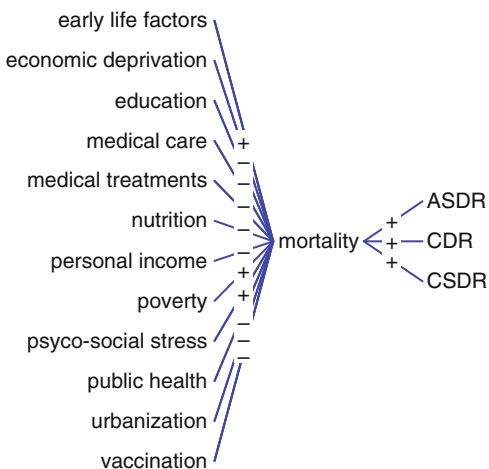 early life factors
economic deprivation
education
medical care
medical treatments
nutrition
personal income
poverty
psyco-social stress
public health
urbanization
vaccination
+
−
−
−
−
−
+
+
−
−
−
mortality
+
+
+
ASDR
CDR
CSDR